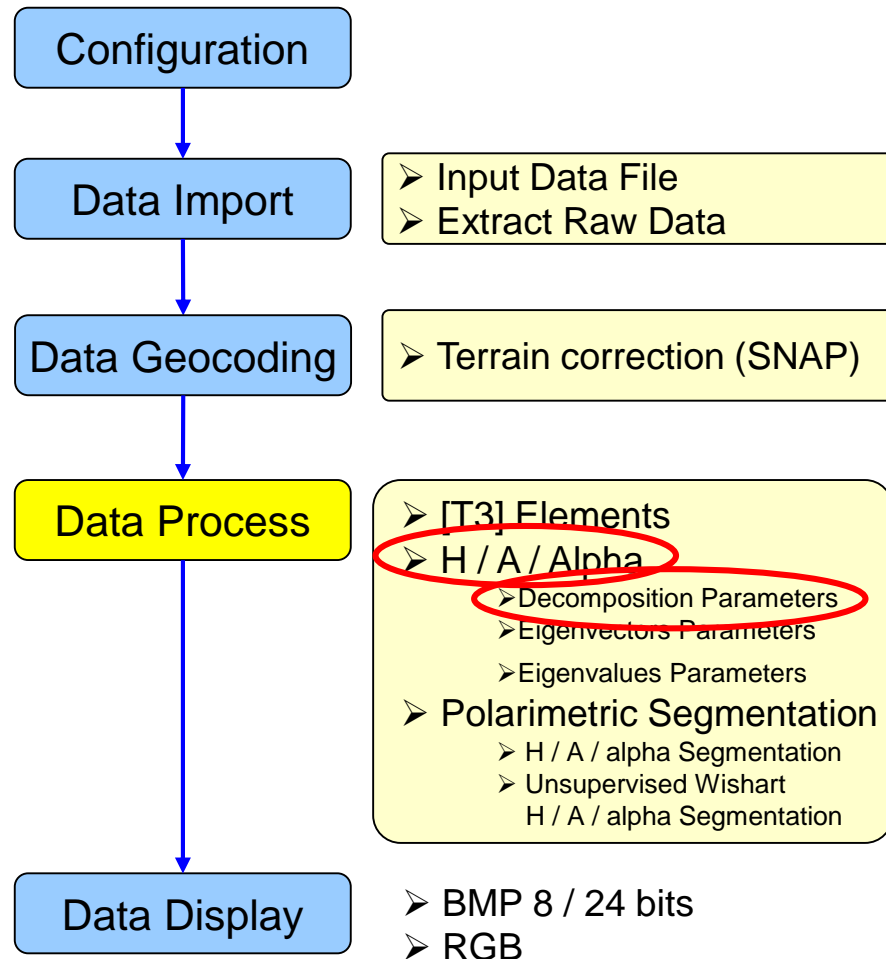 Configuration
Data Import
➢ Input Data File
➢ Extract Raw Data
Data Geocoding
➢ Terrain correction (SNAP)
Data Process
➢ [T3] Elements
➢ H / A / Alpha
➢Decomposition Parameters
➢Eigenvectors Parameters
➢Eigenvalues Parameters
➢ Polarimetric Segmentation
➢ H / A / alpha Segmentation
➢ Unsupervised Wishart
H / A / alpha Segmentation
Data Display
➢ BMP 8 / 24 bits
➢ RGB